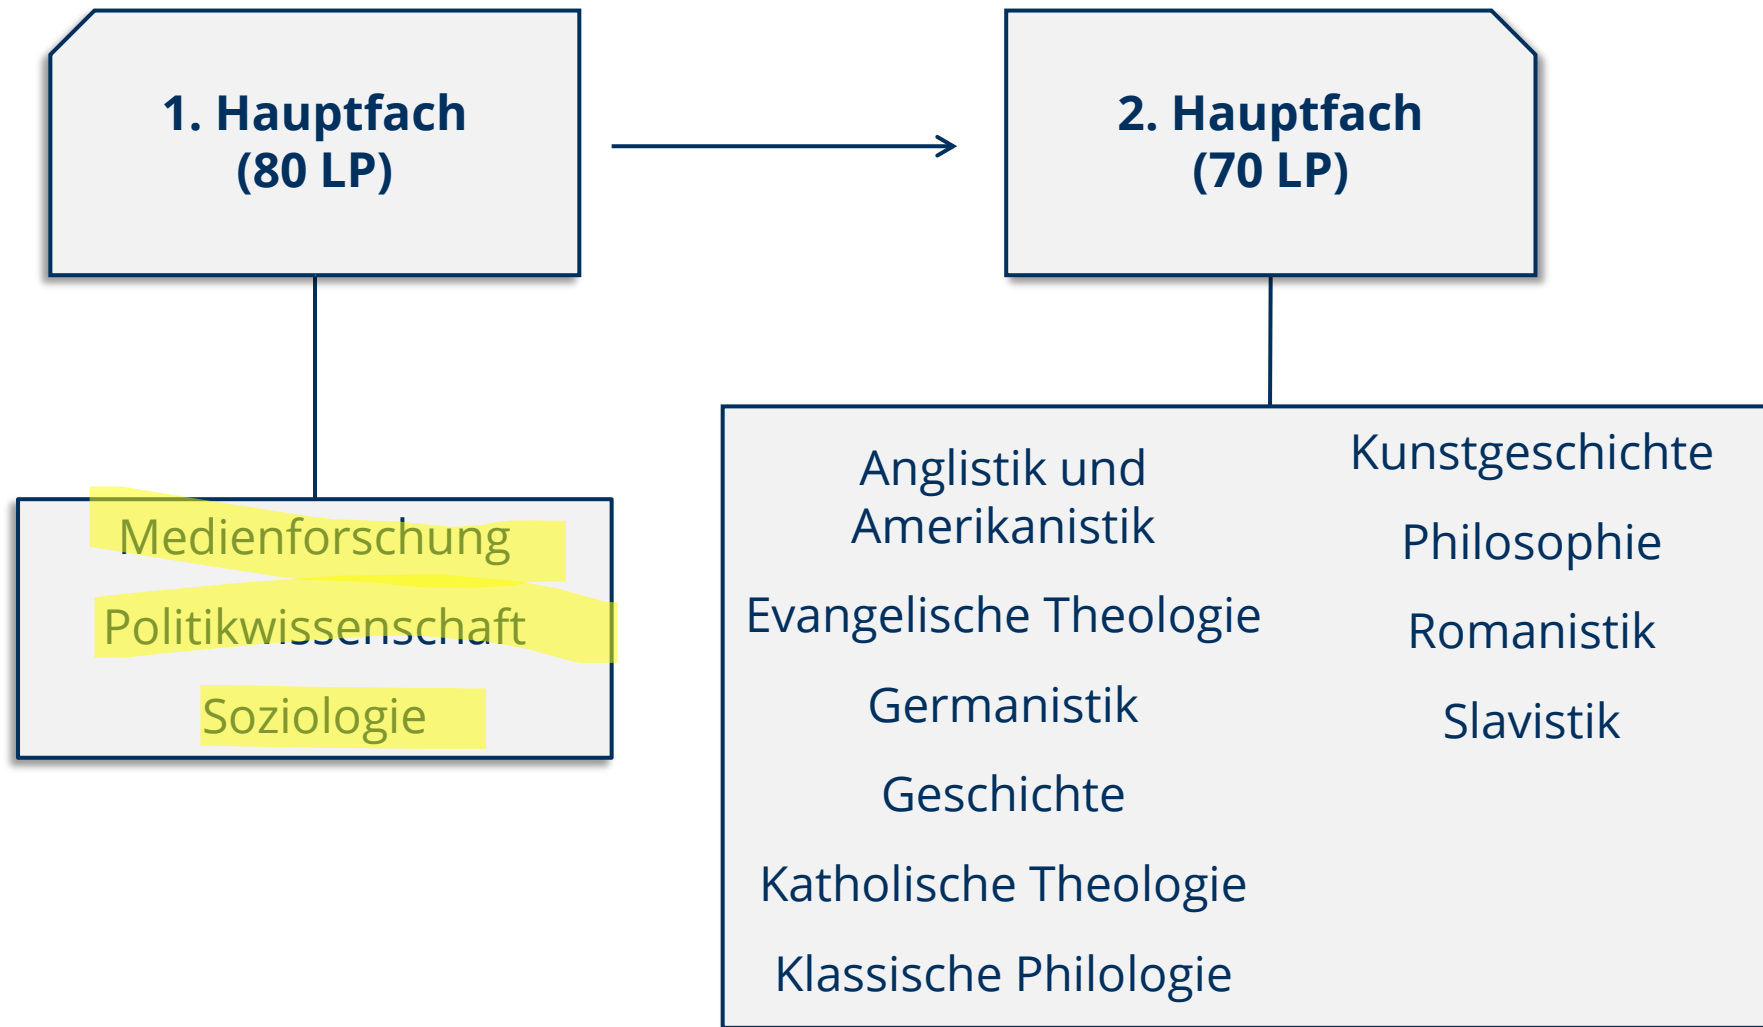 1. Hauptfach
(80 LP)
2. Hauptfach
(70 LP)
Medienforschung
Politikwissenschaft
Soziologie
Anglistik und
Amerikanistik
Evangelische Theologie
Germanistik
Geschichte
Katholische Theologie
Klassische Philologie
Kunstgeschichte
Philosophie
Romanistik
Slavistik